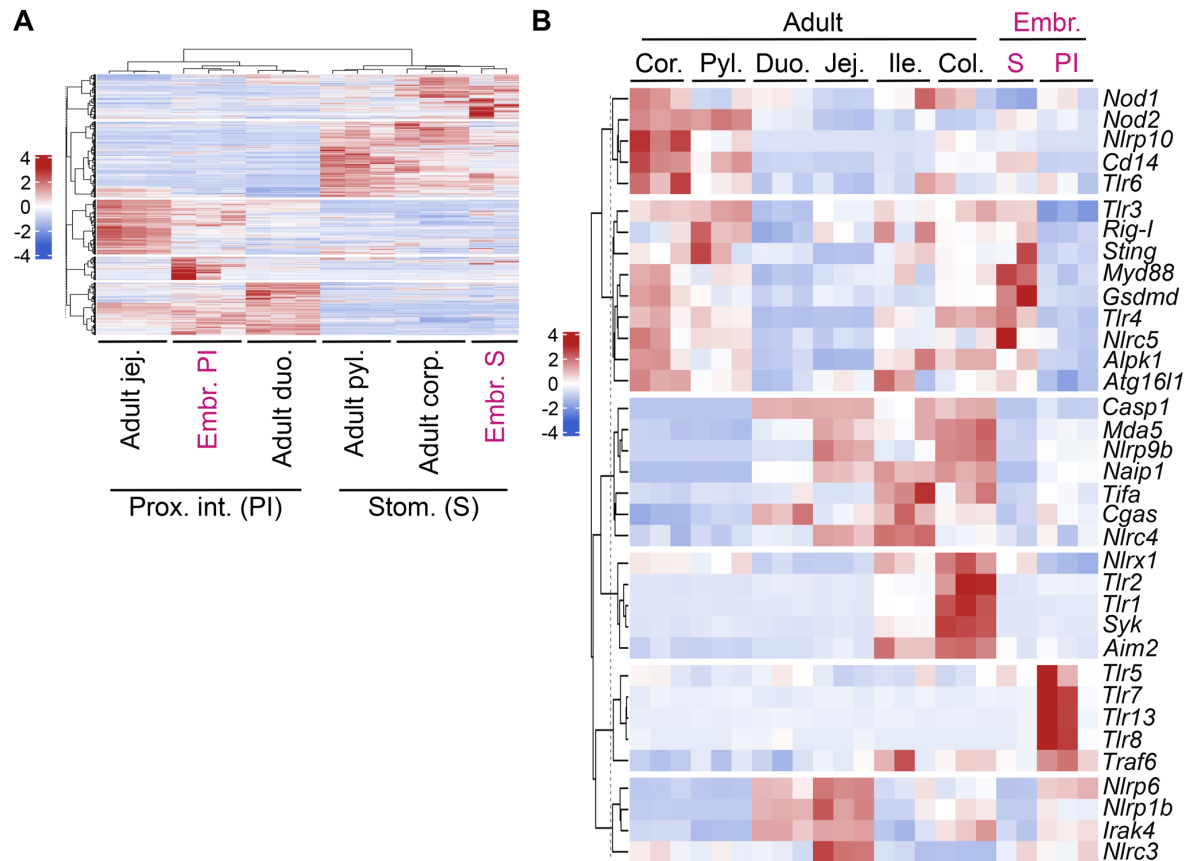 A
4
2
0
-2
-4
Adult jej.
Embr. PI
Adult duo.
Adult pyl.
Adult corp.
Embr. S
Prox. int. (PI)
Stom. (S)
B
Adult
Embr.
Cor. Pyl. Duo. Jej. Ile. Col. S PI
4
2
0
-2
-4
Nod1
Nod2
Nlrp10
Cd14
Tlr6
Tlr3
Rig-I
Sting
Myd88
Gsdmd
Tlr4
Nlrc5
Alpk1
Atg16l1
Casp1
Mda5
Nlrp9b
Naip1
Tifa
Cgas
Nlrc4
Nlrx1
Tlr2
Tlr1
Syk
Aim2
Tlr5
Tlr7
Tlr13
Tlr8
Traf6
Nlrp6
Nlrp1b
Irak4
Nlrc3